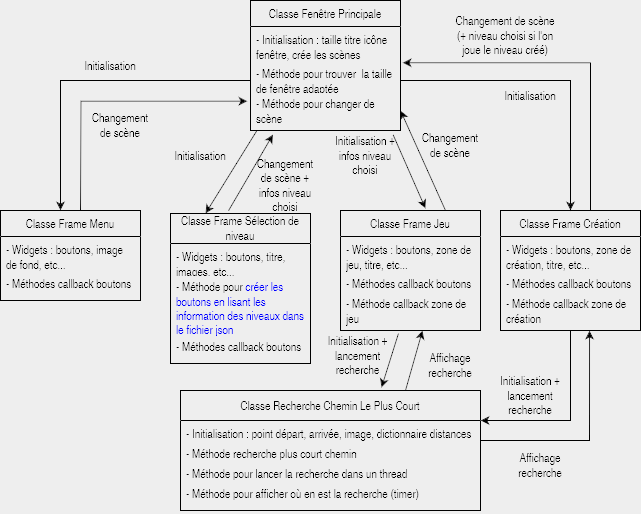 Classe Fenêtre Principale
- Initialisation : taille titre icône
fenêtre, crée les scènes
- Méthode pour trouver la taille
de fenêtre adaptée
- Méthode pour changer de
scène
Changement de scène
(+ niveau choisi si l'on
joue le niveau créé)
Initialisation
Initialisation
Changement
de scène
Initialisation
Changement
de scène +
infos niveau
choisi
Initialisation +
infos niveau
choisi
Changement
de scène
Classe Frame Menu
- Widgets : boutons, image
de fond, etc...
- Méthodes callback boutons
Classe Frame Sélection de
niveau
- Widgets : boutons, titre,
images, etc...
- Méthode pour créer les
boutons en lisant les
information des niveaux dans
le fichier json
- Méthodes callback boutons
Classe Frame Jeu
- Widgets : boutons, zone de
jeu, titre, etc...
- Méthodes callback boutons
- Méthode callback zone de
jeu
Classe Frame Création
- Widgets : boutons, zone de
création, titre, etc...
- Méthodes callback boutons
- Méthode callback zone de
création
Initialisation +
lancement
recherche
Affichage
recherche
Initialisation +
lancement
recherche
Affichage
recherche
Classe Recherche Chemin Le Plus Court
- Initialisation : point départ, arrivée, image, dictionnaire distances
- Méthode recherche plus court chemin
- Méthode pour lancer la recherche dans un thread
- Méthode pour afficher où en est la recherche (timer)